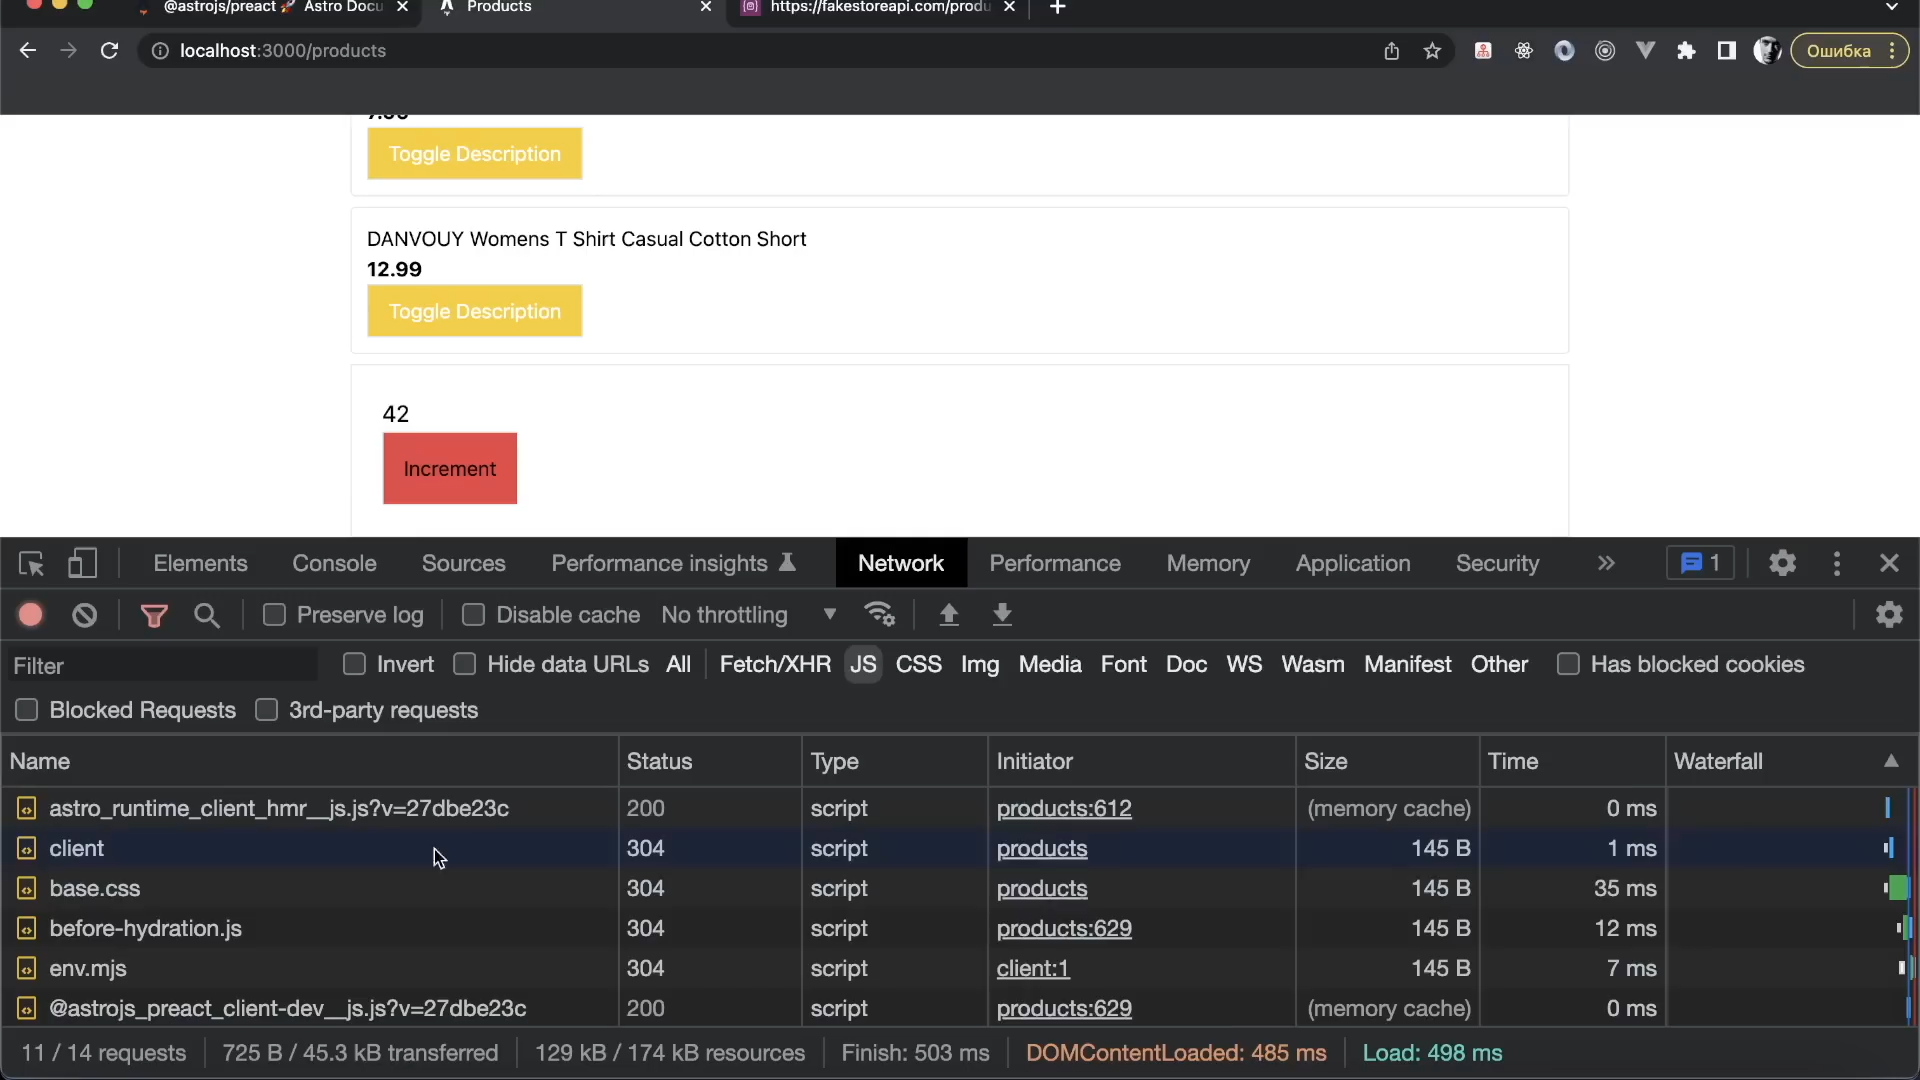 @astrojs/preact 🚀 Astro Docu
Products
https://fakestoreapi.com/produ
localhost:3000/products
Ошибка
Toggle Description
DANVOUY Womens T Shirt Casual Cotton Short
12.99
Toggle Description
42
Increment
Elements Console Sources Performance insights Network Performance Memory Application Security 1
Preserve log Disable cache No throttling
Filter Invert Hide data URLs All Fetch/XHR JS CSS Img Media Font Doc WS Wasm Manifest Other Has blocked cookies
Blocked Requests 3rd-party requests
Name Status Type Initiator Size Time Waterfall
astro_runtime_client_hmr__js.js?v=27dbe23c 200 script products:612 (memory cache) 0 ms
client 304 script products 145 B 1 ms
base.css 304 script products 145 B 35 ms
before-hydration.js 304 script products:629 145 B 12 ms
env.mjs 304 script client:1 145 B 7 ms
@astrojs_preact_client-dev__js.js?v=27dbe23c 200 script products:629 (memory cache) 0 ms
11 / 14 requests 725 B / 45.3 kB transferred 129 kB / 174 kB resources Finish: 503 ms DOMContentLoaded: 485 ms Load: 498 ms